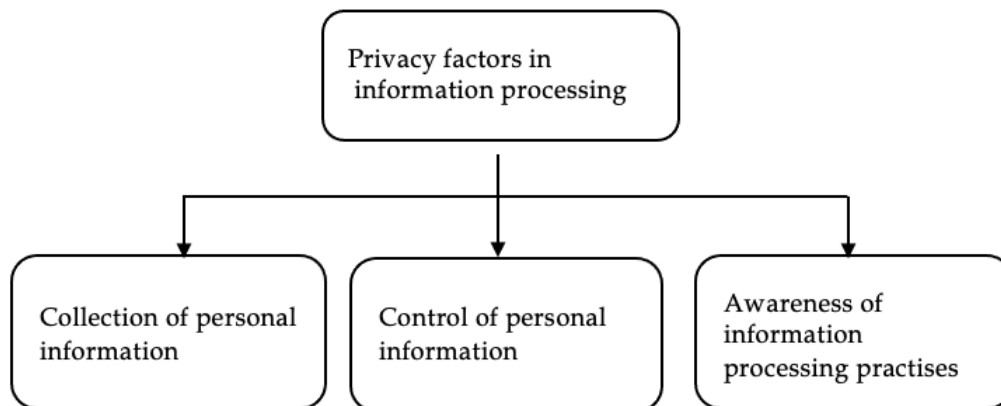 Privacy factors in
information processing
Collection of personal
information
Control of personal
information
Awareness of
information
processing practises